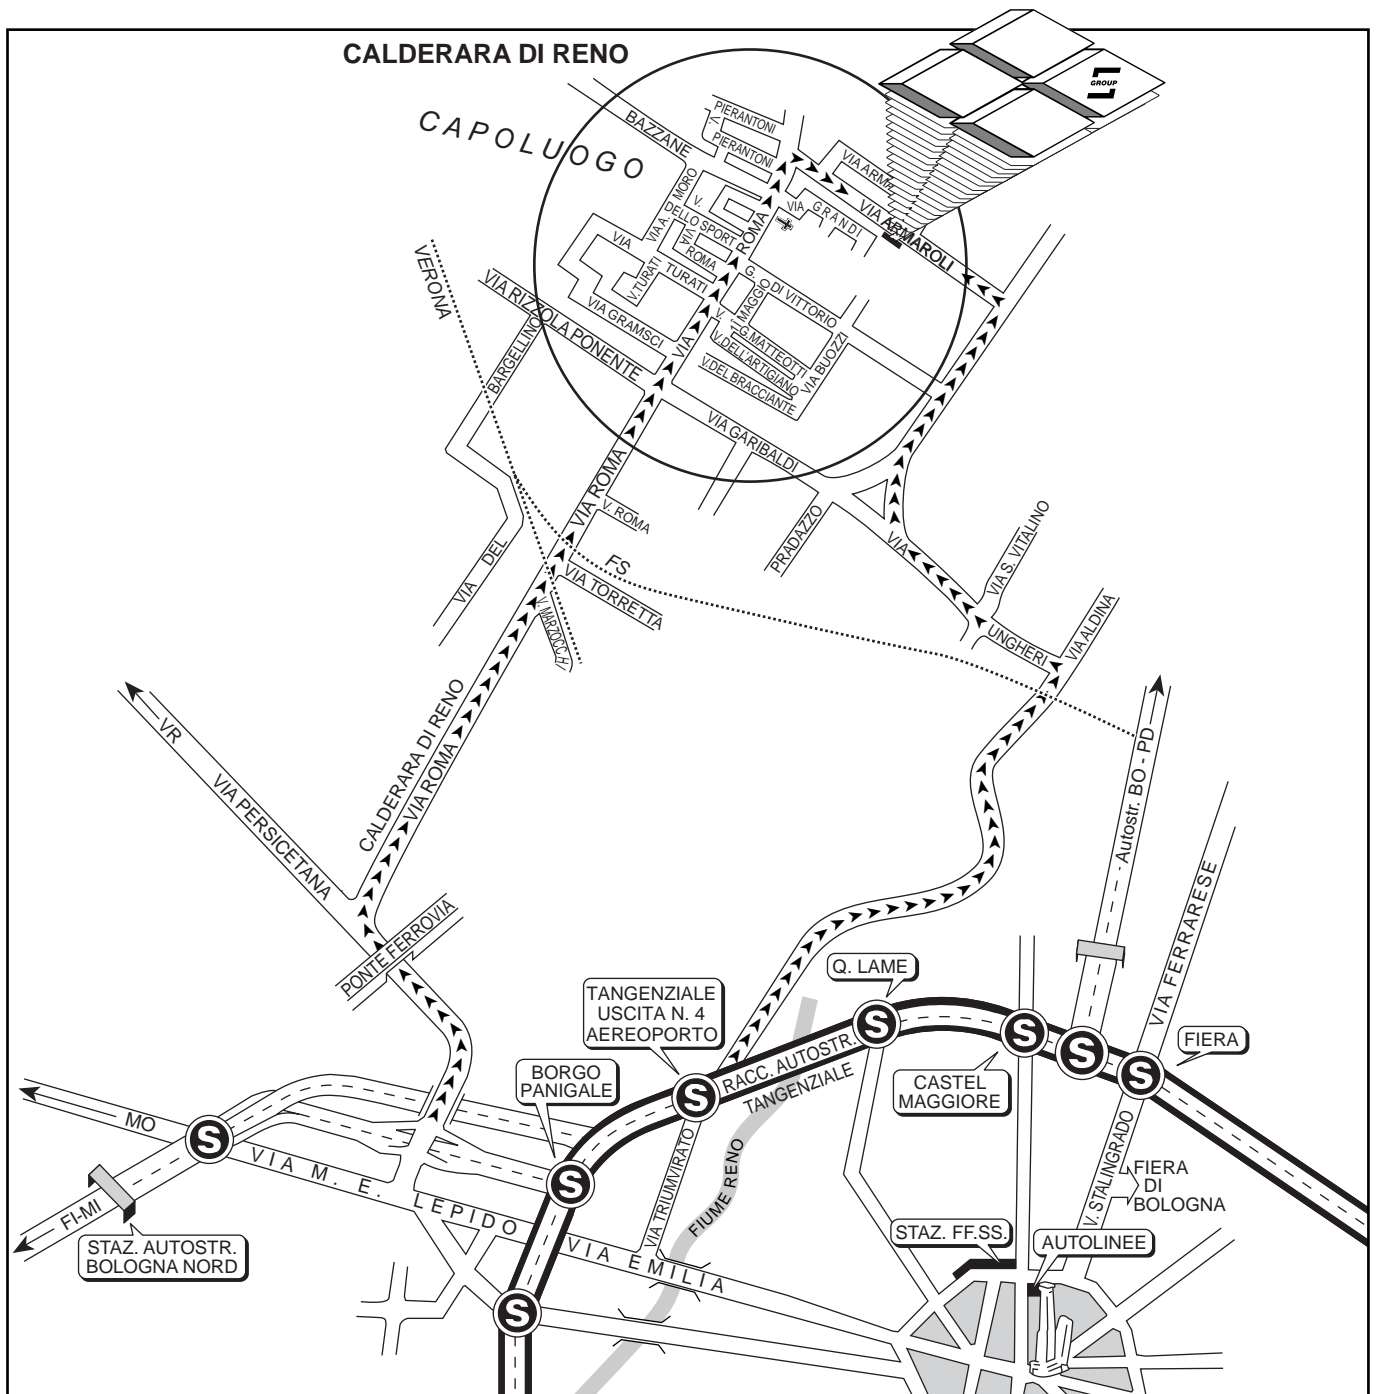 CALDERARA DI RENO
GROUP
CAPOLUOGO
BAZZANE
PIERANTONI
V.
PIERANTONI
VIA ARM
VIA ARMAROLI
VIA
GRANDI
VIA A. MORO
V.
DELLO SPORT
VIA
ROMA
VIA ROMA
VIA
V.TURATI
TURATI
VIA GRAMSCI
G. DI VITTORIO
V. 1 MAGGIO
G.MATTEOTTI
V.DELL'ARTIGIANO
V.DEL BRACCIANTE
VIA BUOZZI
VERONA
VIA RIZZOLA PONENTE
BARGELLINO
VIA DEL
VIA GARIBALDI
VIA ROMA
V. ROMA
FS
VIA TORRETTA
V. MARZOCCHI
PRADAZZO
VIA
UNGHERI
VIA S. VITALINO
VIA ALDINA
VR
VIA PERSICETANA
CALDERARA DI RENO
VIA ROMA
PONTE FERROVIA
Autostr. BO - PD
VIA FERRARESE
Q. LAME
TANGENZIALE
USCITA N. 4
AEREOPORTO
BORGO
PANIGALE
RACC. AUTOSTR.
TANGENZIALE
CASTEL
MAGGIORE
FIERA
S
S
S
S
S
S
S
S
MO
VIA M. E. LEPIDO
VIA EMILIA
VIA TRIUMVIRATO
FIUME RENO
V. STALINGRADO
FIERA
DI
BOLOGNA
FI-MI
STAZ. AUTOSTR.
BOLOGNA NORD
STAZ. FF.SS.
AUTOLINEE